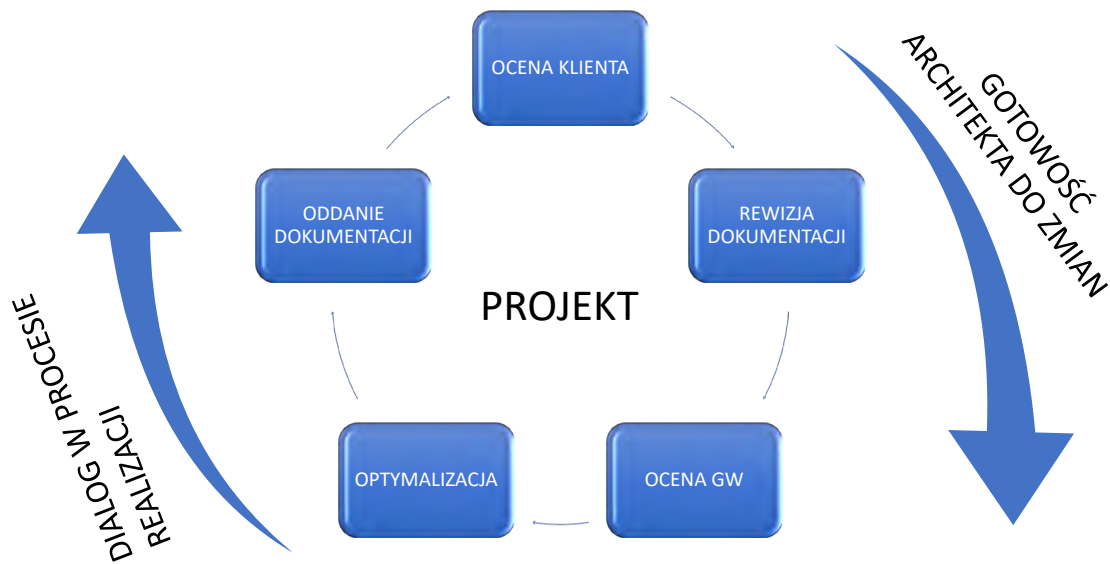 OCENA KLIENTA
GOTOWOŚĆ
ARCHITEKTA DO ZMIAN
REWIZJA
DOKUMENTACJI
OCENA GW
OPTYMALIZACJA
ODDANIE
DOKUMENTACJI
PROJEKT
DIALOG W PROCESIE
REALIZACJI